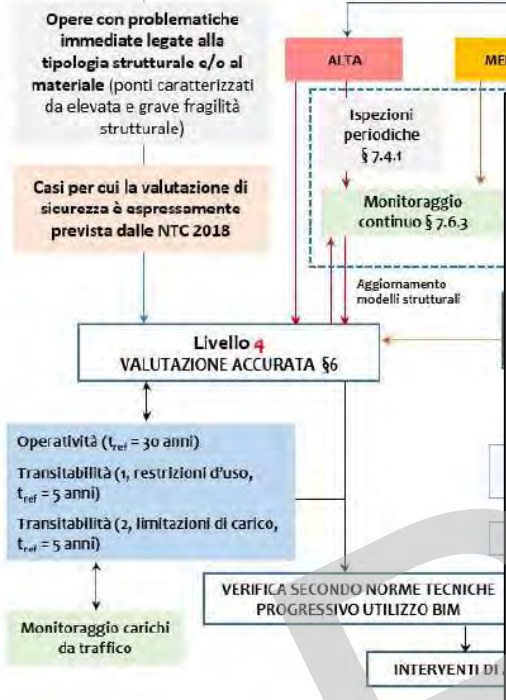 Opere con problematiche
immediate legate alla
tipologia strutturale e/o al
materiale (ponti caratterizzati
da elevata e grave fragilità
strutturale)
Casi per cui la valutazione di
sicurezza è espressamente
prevista dalle NTC 2018
ALTA
Ispezioni
periodiche
§ 7.4.1
Monitoraggio
continuo § 7.6.3
Aggiornamento
modelli strutturali
Livello 4
VALUTAZIONE ACCURATA §6
Operatività (t_ref = 30 anni)
Transitabilità (1, restrizioni d'uso,
t_ref = 5 anni)
Transitabilità (2, limitazioni di carico,
t_ref = 5 anni)
Monitoraggio carichi
da traffico
VERIFICA SECONDO NORME TECNICHE
PROGRESSIVO UTILIZZO BIM
INTERVENTI DI